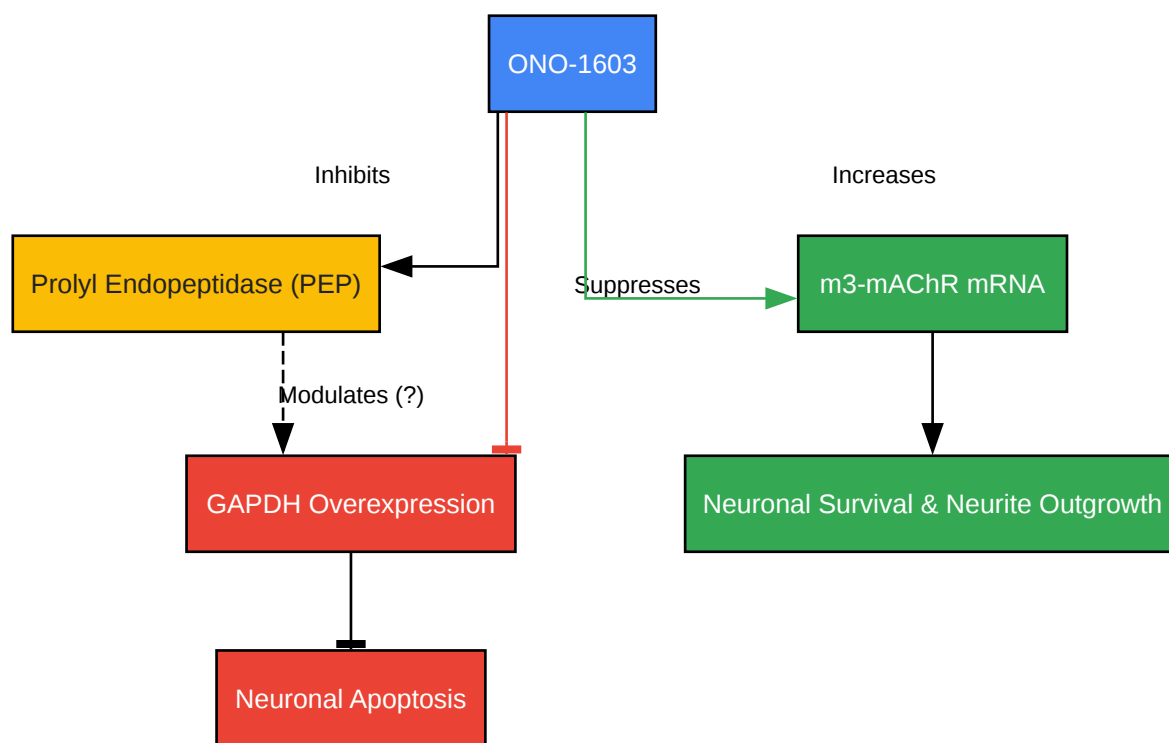 ONO-1603
Inhibits
Increases
Prolyl Endopeptidase (PEP)
Suppresses
m3-mAChR mRNA
Modulates (?)
GAPDH Overexpression
Neuronal Survival & Neurite Outgrowth
Neuronal Apoptosis